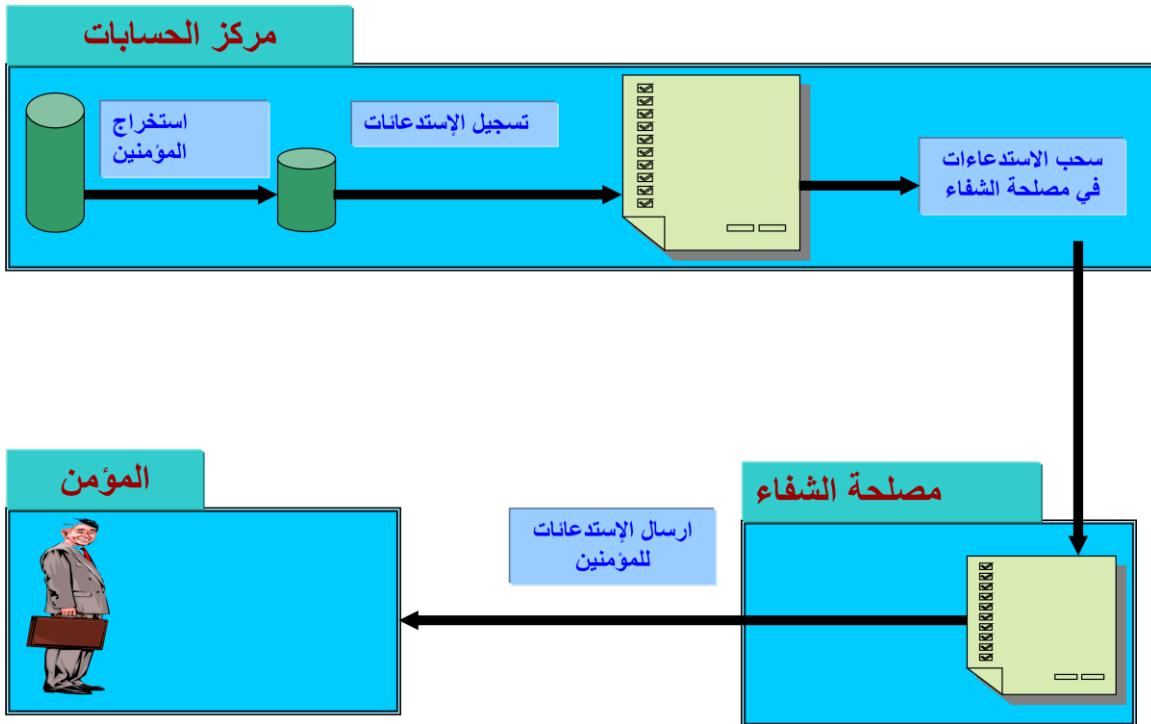 مركز الحسابات
استخراج
المؤمنين
تسجيل الإستدعائات
سحب الاستدعاءات
في مصلحة الشفاء
المؤمن
مصلحة الشفاء
ارسال الإستدعائات
للمؤمنين